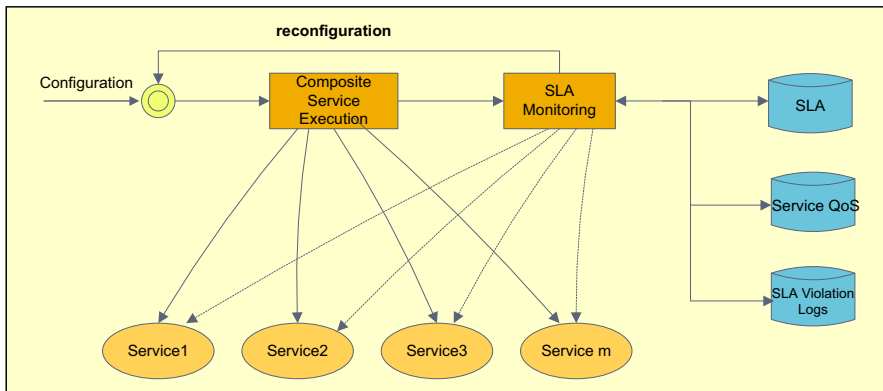 reconfiguration
Configuration
Composite
Service
Execution
SLA
Monitoring
SLA
Service QoS
SLA Violation
Logs
Service1
Service2
Service3
Service m